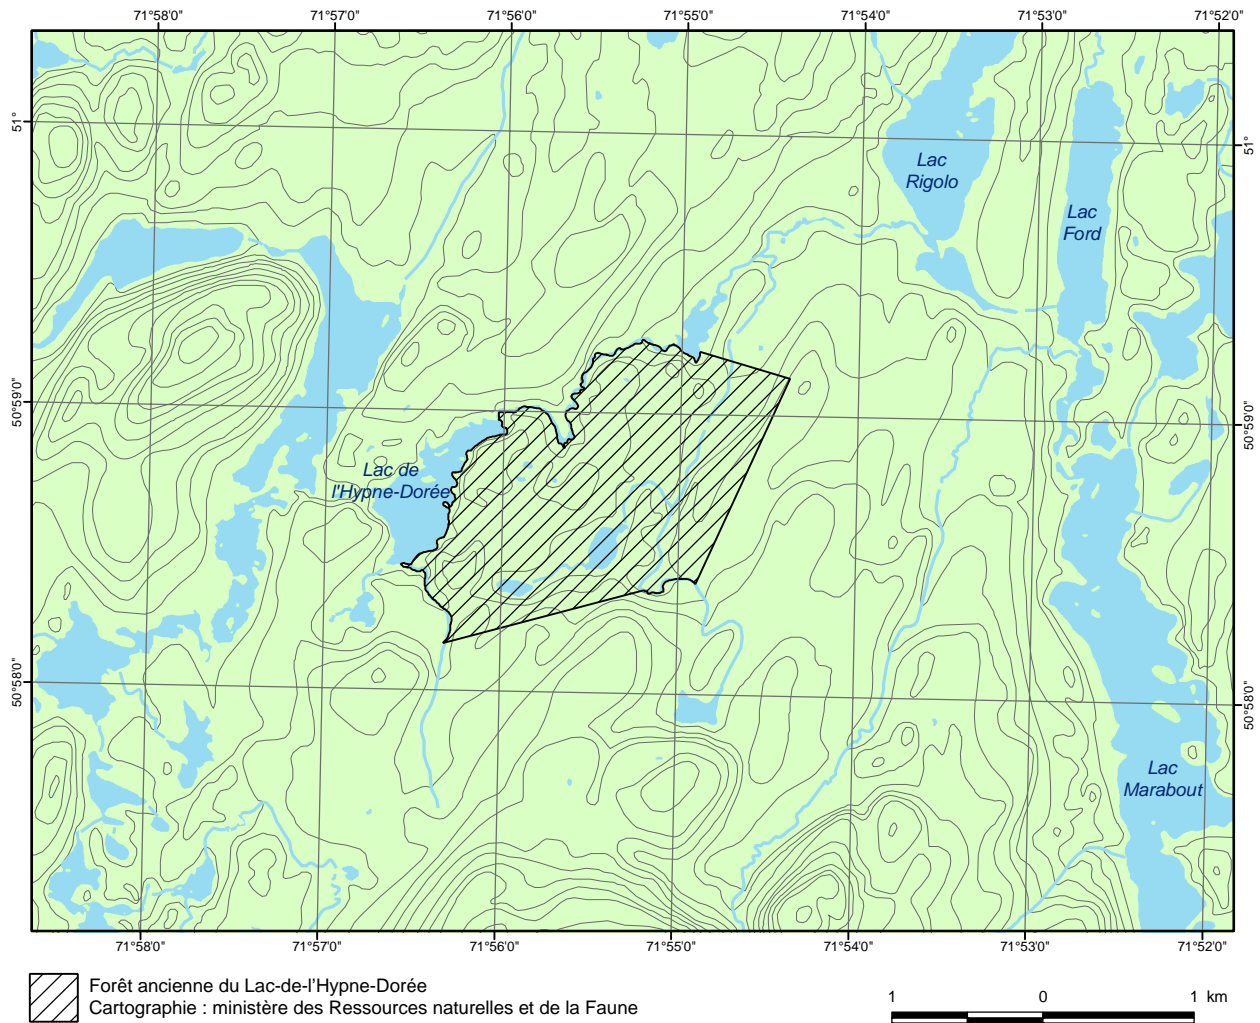 71°58'0" 71°57'0" 71°56'0" 71°55'0" 71°54'0" 71°53'0" 71°52'0"
51° 51°
Lac
Rigolo
Lac
Ford
50°59'0" 50°59'0"
Lac de
l'Hypne-Dorée
50°58'0" 50°58'0"
Lac
Marabout
71°58'0" 71°57'0" 71°56'0" 71°55'0" 71°54'0" 71°53'0" 71°52'0"
Forêt ancienne du Lac-de-l'Hypne-Dorée
Cartographie : ministère des Ressources naturelles et de la Faune
1 0 1 km